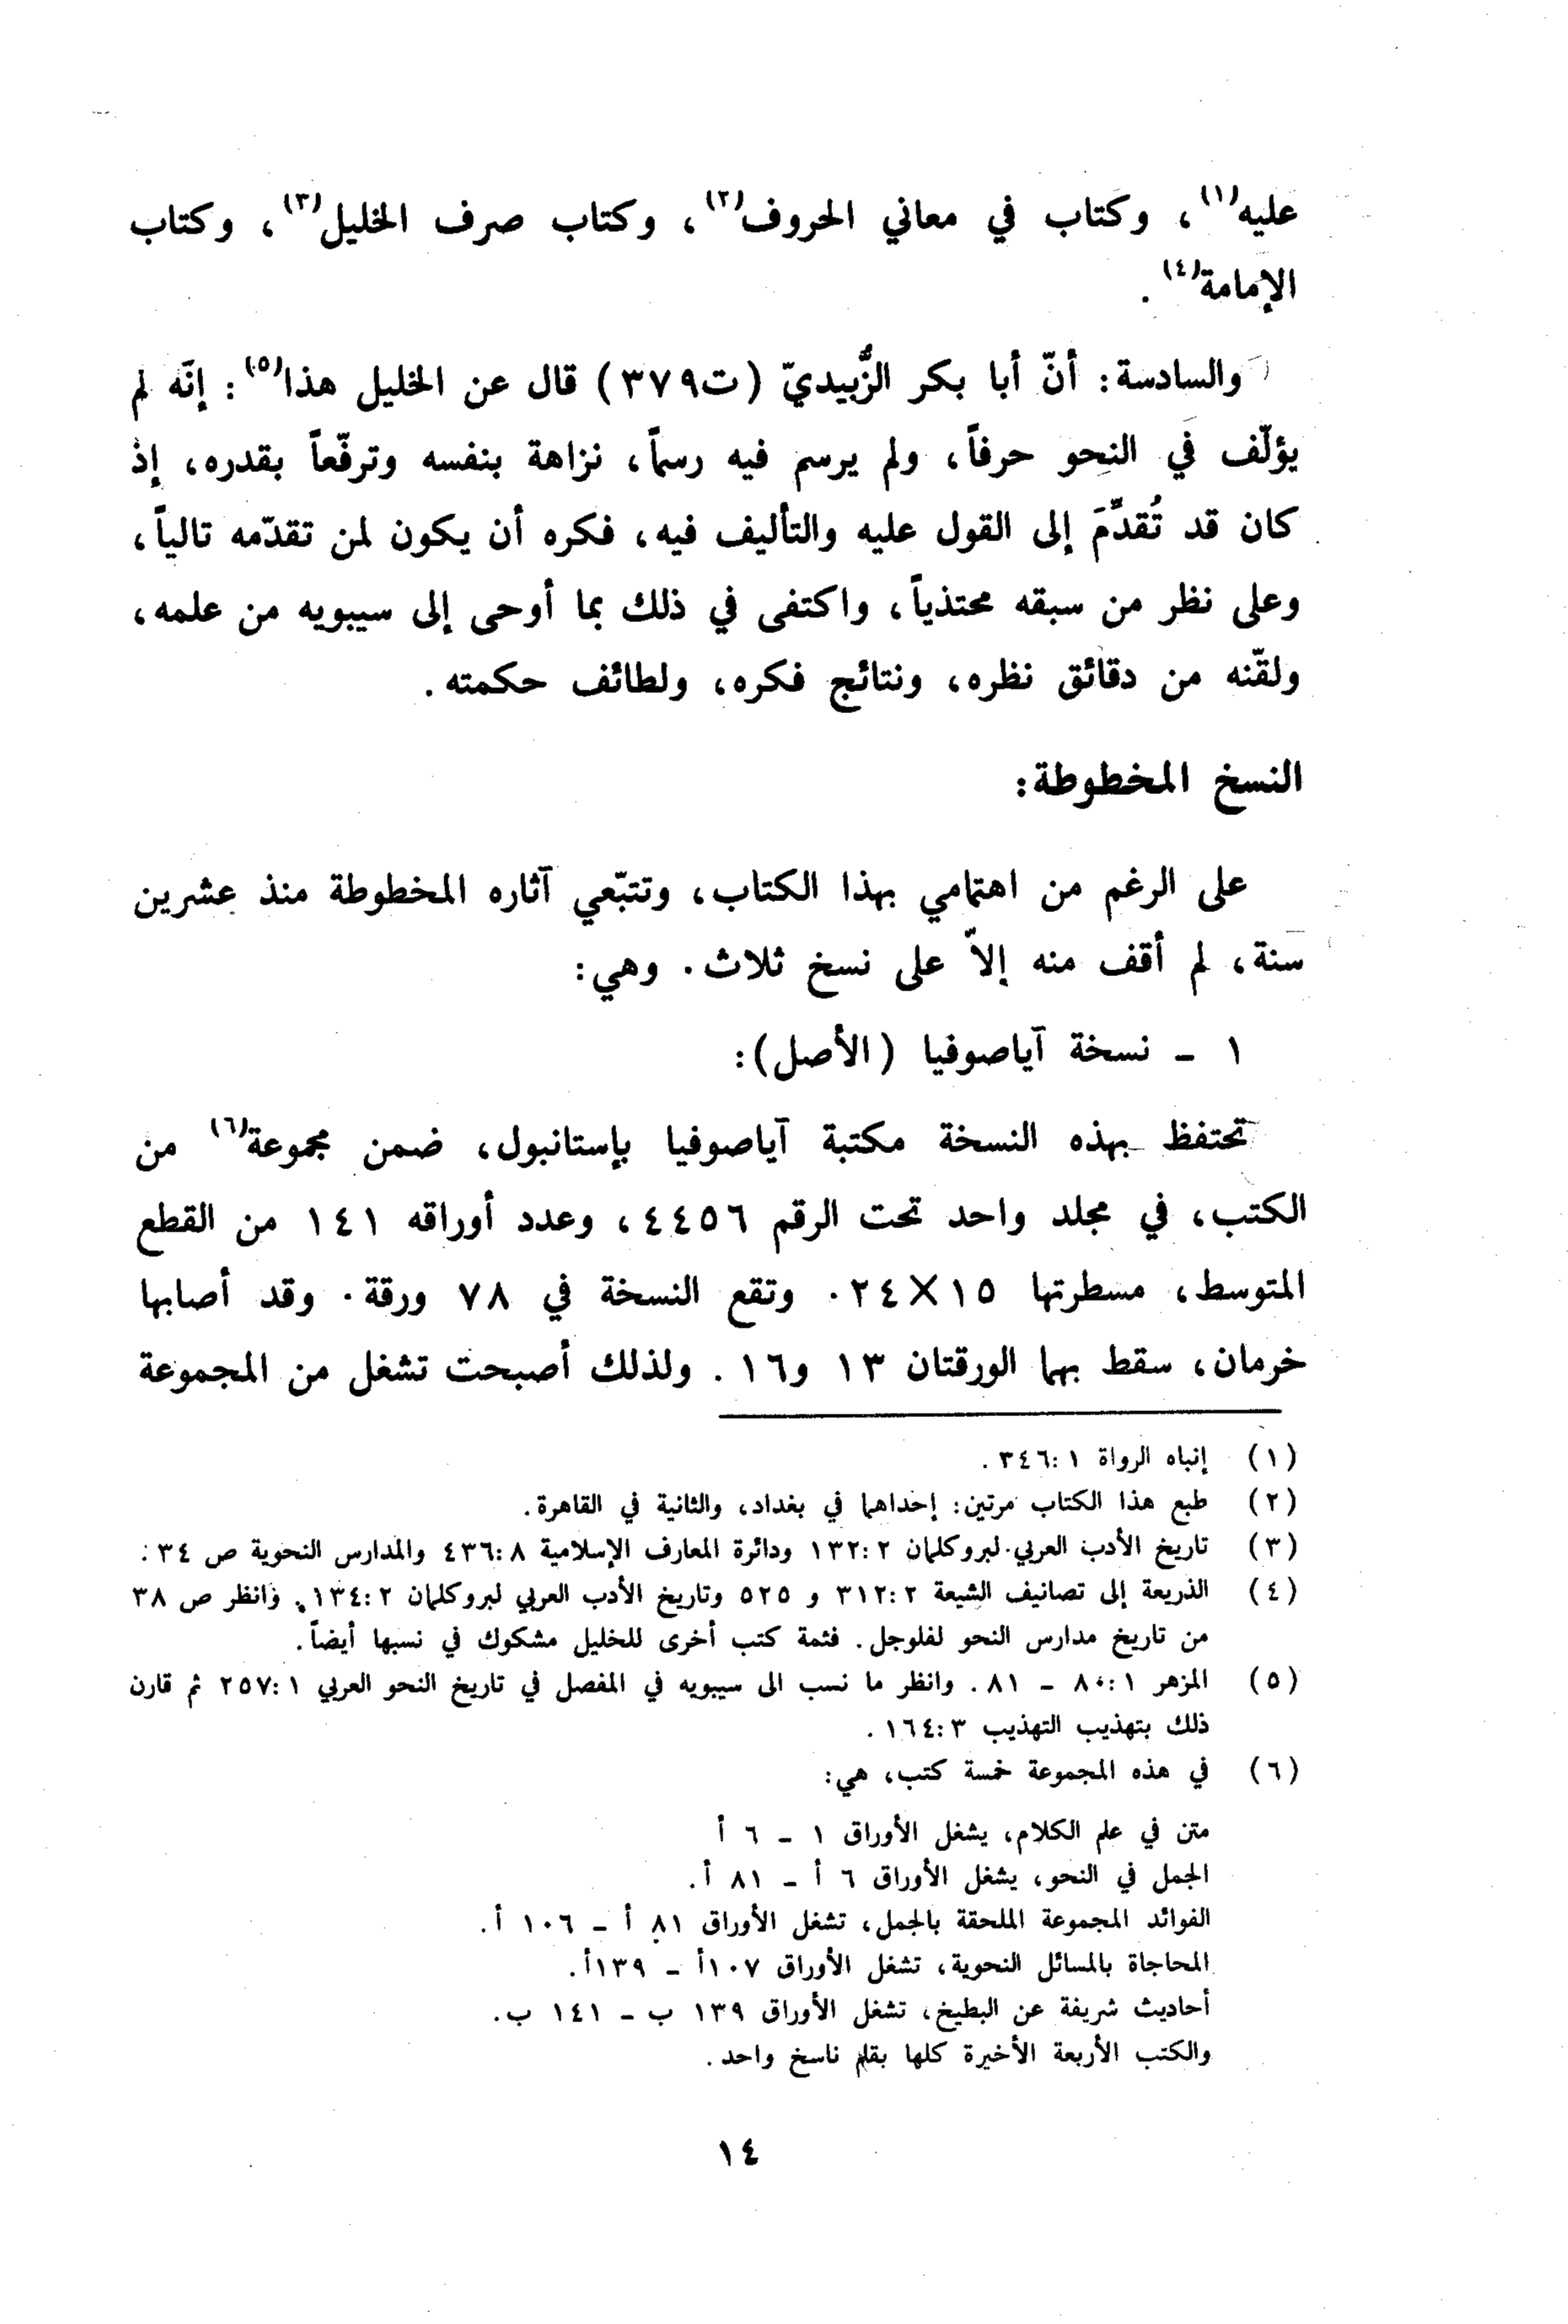 عليه(١)، وكتاب في معاني الحروف(٢)، وكتاب صرف الخليل(٣)، وكتاب
الإمامة(٤).
والسادسة: أنّ أبا بكر الزُّبيديّ (ت٣٧٩) قال عن الخليل هذا(٥): إنّه لم
يؤلّف في النحو حرفاً، ولم يرسم فيه رسماً، نزاهة بنفسه وترفّعاً بقدره، إذْ
كان قد تُقدِّمَ إلى القول عليه والتأليف فيه، فكره أن يكون لمن تقدّمه تالياً،
وعلى نظر من سبقه محتذياً، واكتفى في ذلك بما أوحى إلى سيبويه من علمه،
ولقّنه من دقائق نظره، ونتائج فكره، ولطائف حكمته.
النسخ المخطوطة:
على الرغم من اهتمامي بهذا الكتاب، وتتبّعي آثاره المخطوطة منذ عشرين
سنة، لم أقف منه إلاّ على نسخ ثلاث. وهي:
١ - نسخة آياصوفيا (الأصل):
تحتفظ بهذه النسخة مكتبة آياصوفيا بإستانبول، ضمن مجموعة(٦) من
الكتب، في مجلد واحد تحت الرقم ٤٤٥٦، وعدد أوراقه ١٤١ من القطع
المتوسط، مسطرتها ١٥×٢٤. وتقع النسخة في ٧٨ ورقة. وقد أصابها
خرمان، سقط بهما الورقتان ١٣ و١٦. ولذلك أصبحت تشغل من المجموعة
(١) إنباه الرواة ١:٣٤٦.
(٢) طبع هذا الكتاب مرتين: إحداهما في بغداد، والثانية في القاهرة.
(٣) تاريخ الأدب العربي لبروكلمان ٢:١٣٢ ودائرة المعارف الإسلامية ٨:٤٣٦ والمدارس النحوية ص ٣٤.
(٤) الذريعة إلى تصانيف الشيعة ٢:٣١٢ و ٥٢٥ وتاريخ الأدب العربي لبروكلمان ٢:١٣٤. وانظر ص ٣٨
من تاريخ مدارس النحو لفلوجل. فثمة كتب أخرى للخليل مشكوك في نسبها أيضاً.
(٥) المزهر ١:٨٠ - ٨١. وانظر ما نسب الى سيبويه في المفصل في تاريخ النحو العربي ١:٢٥٧ ثم قارن
ذلك بتهذيب التهذيب ٣:١٦٤.
(٦) في هذه المجموعة خمسة كتب، هي:
متن في علم الكلام، يشغل الأوراق ١ - ٦ أ
الجمل في النحو، يشغل الأوراق ٦ أ - ٨١ أ.
الفوائد المجموعة الملحقة بالجمل، تشغل الأوراق ٨١ أ - ١٠٦ أ.
المحاجاة بالمسائل النحوية، تشغل الأوراق ١٠٧أ - ١٣٩أ.
أحاديث شريفة عن البطيخ، تشغل الأوراق ١٣٩ ب - ١٤١ ب.
والكتب الأربعة الأخيرة كلها بقلم ناسخ واحد.
١٤